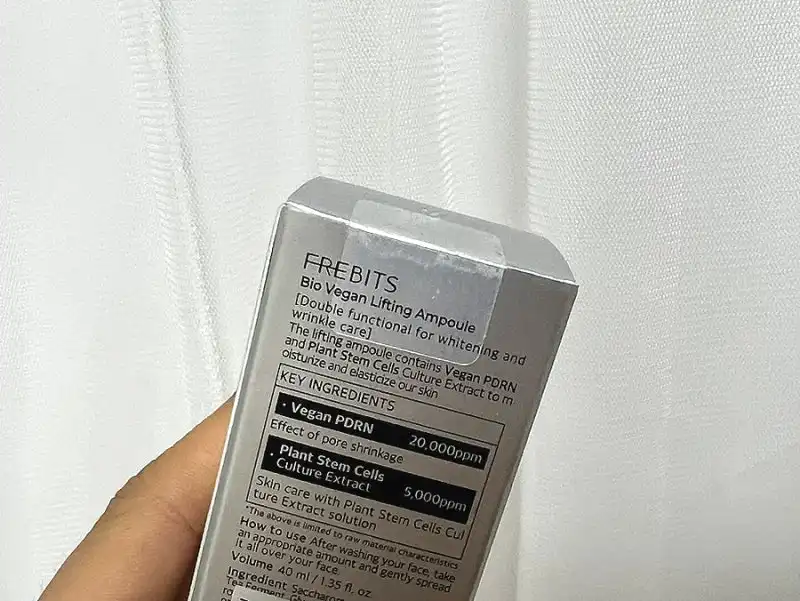 FREBITS
Bio Vegan Lifting Ampoule
[Double functional for whitening and
wrinkle care]
The lifting ampoule contains Vegan PDRN
and Plant Stem Cells Culture Extract to m
oisturize and elasticize our skin
KEY INGREDIENTS
· Vegan PDRN 20,000ppm
Effect of pore shrinkage
· Plant Stem Cells
Culture Extract 5,000ppm
Skin care with Plant Stem Cells Cul
ture Extract solution
*The above is limited to raw material characteristics
How to use After washing your face, take
an appropriate amount and gently spread
it all over your face.
Volume 40 ml / 1.35 fl. oz
Ingredient
Tea Ferment